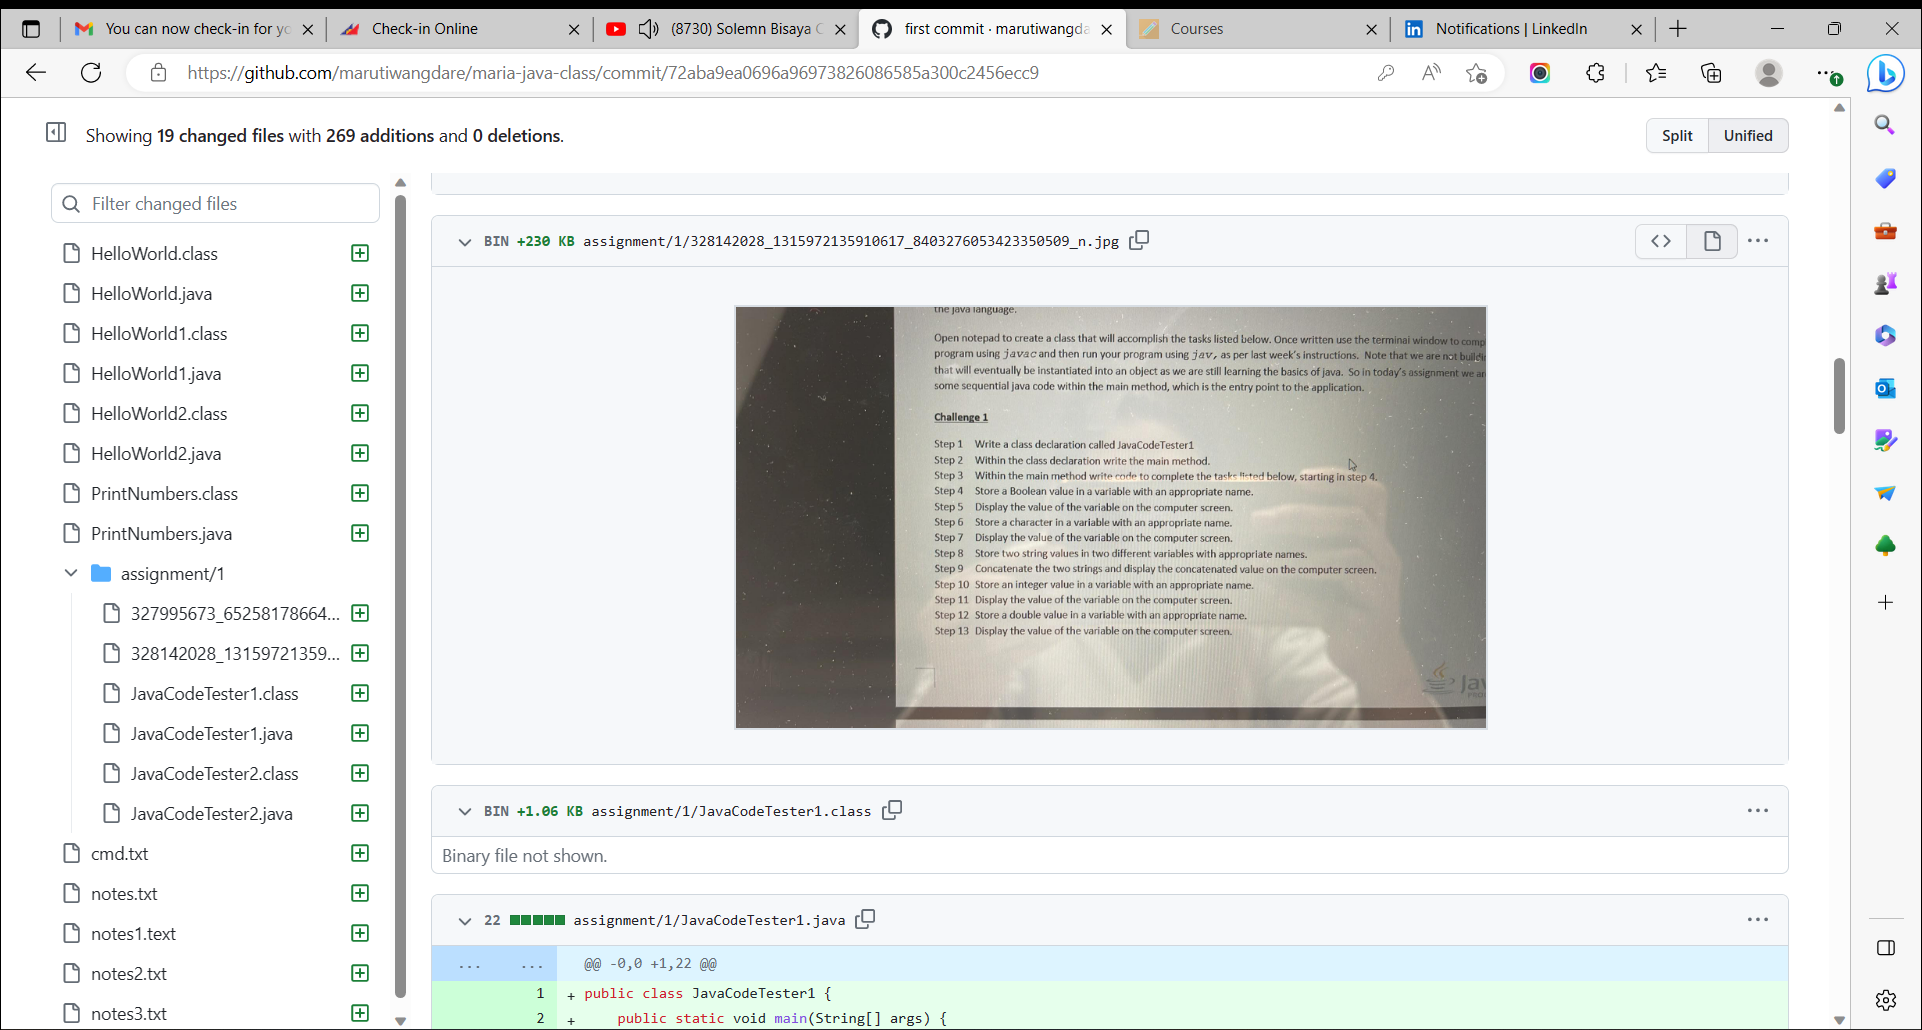 You can now check-in for yo
Check-in Online
(8730) Solemn Bisaya C
first commit · marutiwangda
Courses
Notifications | LinkedIn
https://github.com/marutiwangdare/maria-java-class/commit/72aba9ea0696a96973826086585a300c2456ecc9
Showing 19 changed files with 269 additions and 0 deletions.
Split Unified
Filter changed files
HelloWorld.class
HelloWorld.java
HelloWorld1.class
HelloWorld1.java
HelloWorld2.class
HelloWorld2.java
PrintNumbers.class
PrintNumbers.java
assignment/1
327995673_65258178664...
328142028_13159721359...
JavaCodeTester1.class
JavaCodeTester1.java
JavaCodeTester2.class
JavaCodeTester2.java
cmd.txt
notes.txt
notes1.text
notes2.txt
notes3.txt
BIN +230 KB assignment/1/328142028_1315972135910617_8403276053423350509_n.jpg
the java language.
Open notepad to create a class that will accomplish the tasks listed below. Once written use the terminal window to comp
program using javac and then run your program using jav, as per last week's instructions. Note that we are not buildin
that will eventually be instantiated into an object as we are still learning the basics of java. So in today's assignment we ar
some sequential java code within the main method, which is the entry point to the application.
Challenge 1
Step 1 Write a class declaration called JavaCodeTester1
Step 2 Within the class declaration write the main method.
Step 3 Within the main method write code to complete the tasks listed below, starting in step 4.
Step 4 Store a Boolean value in a variable with an appropriate name.
Step 5 Display the value of the variable on the computer screen.
Step 6 Store a character in a variable with an appropriate name.
Step 7 Display the value of the variable on the computer screen.
Step 8 Store two string values in two different variables with appropriate names.
Step 9 Concatenate the two strings and display the concatenated value on the computer screen.
Step 10 Store an integer value in a variable with an appropriate name.
Step 11 Display the value of the variable on the computer screen.
Step 12 Store a double value in a variable with an appropriate name.
Step 13 Display the value of the variable on the computer screen.
Jav
BIN +1.06 KB assignment/1/JavaCodeTester1.class
Binary file not shown.
22 assignment/1/JavaCodeTester1.java
... ... @@ -0,0 +1,22 @@
1 + public class JavaCodeTester1 {
2 + public static void main(String[] args) {